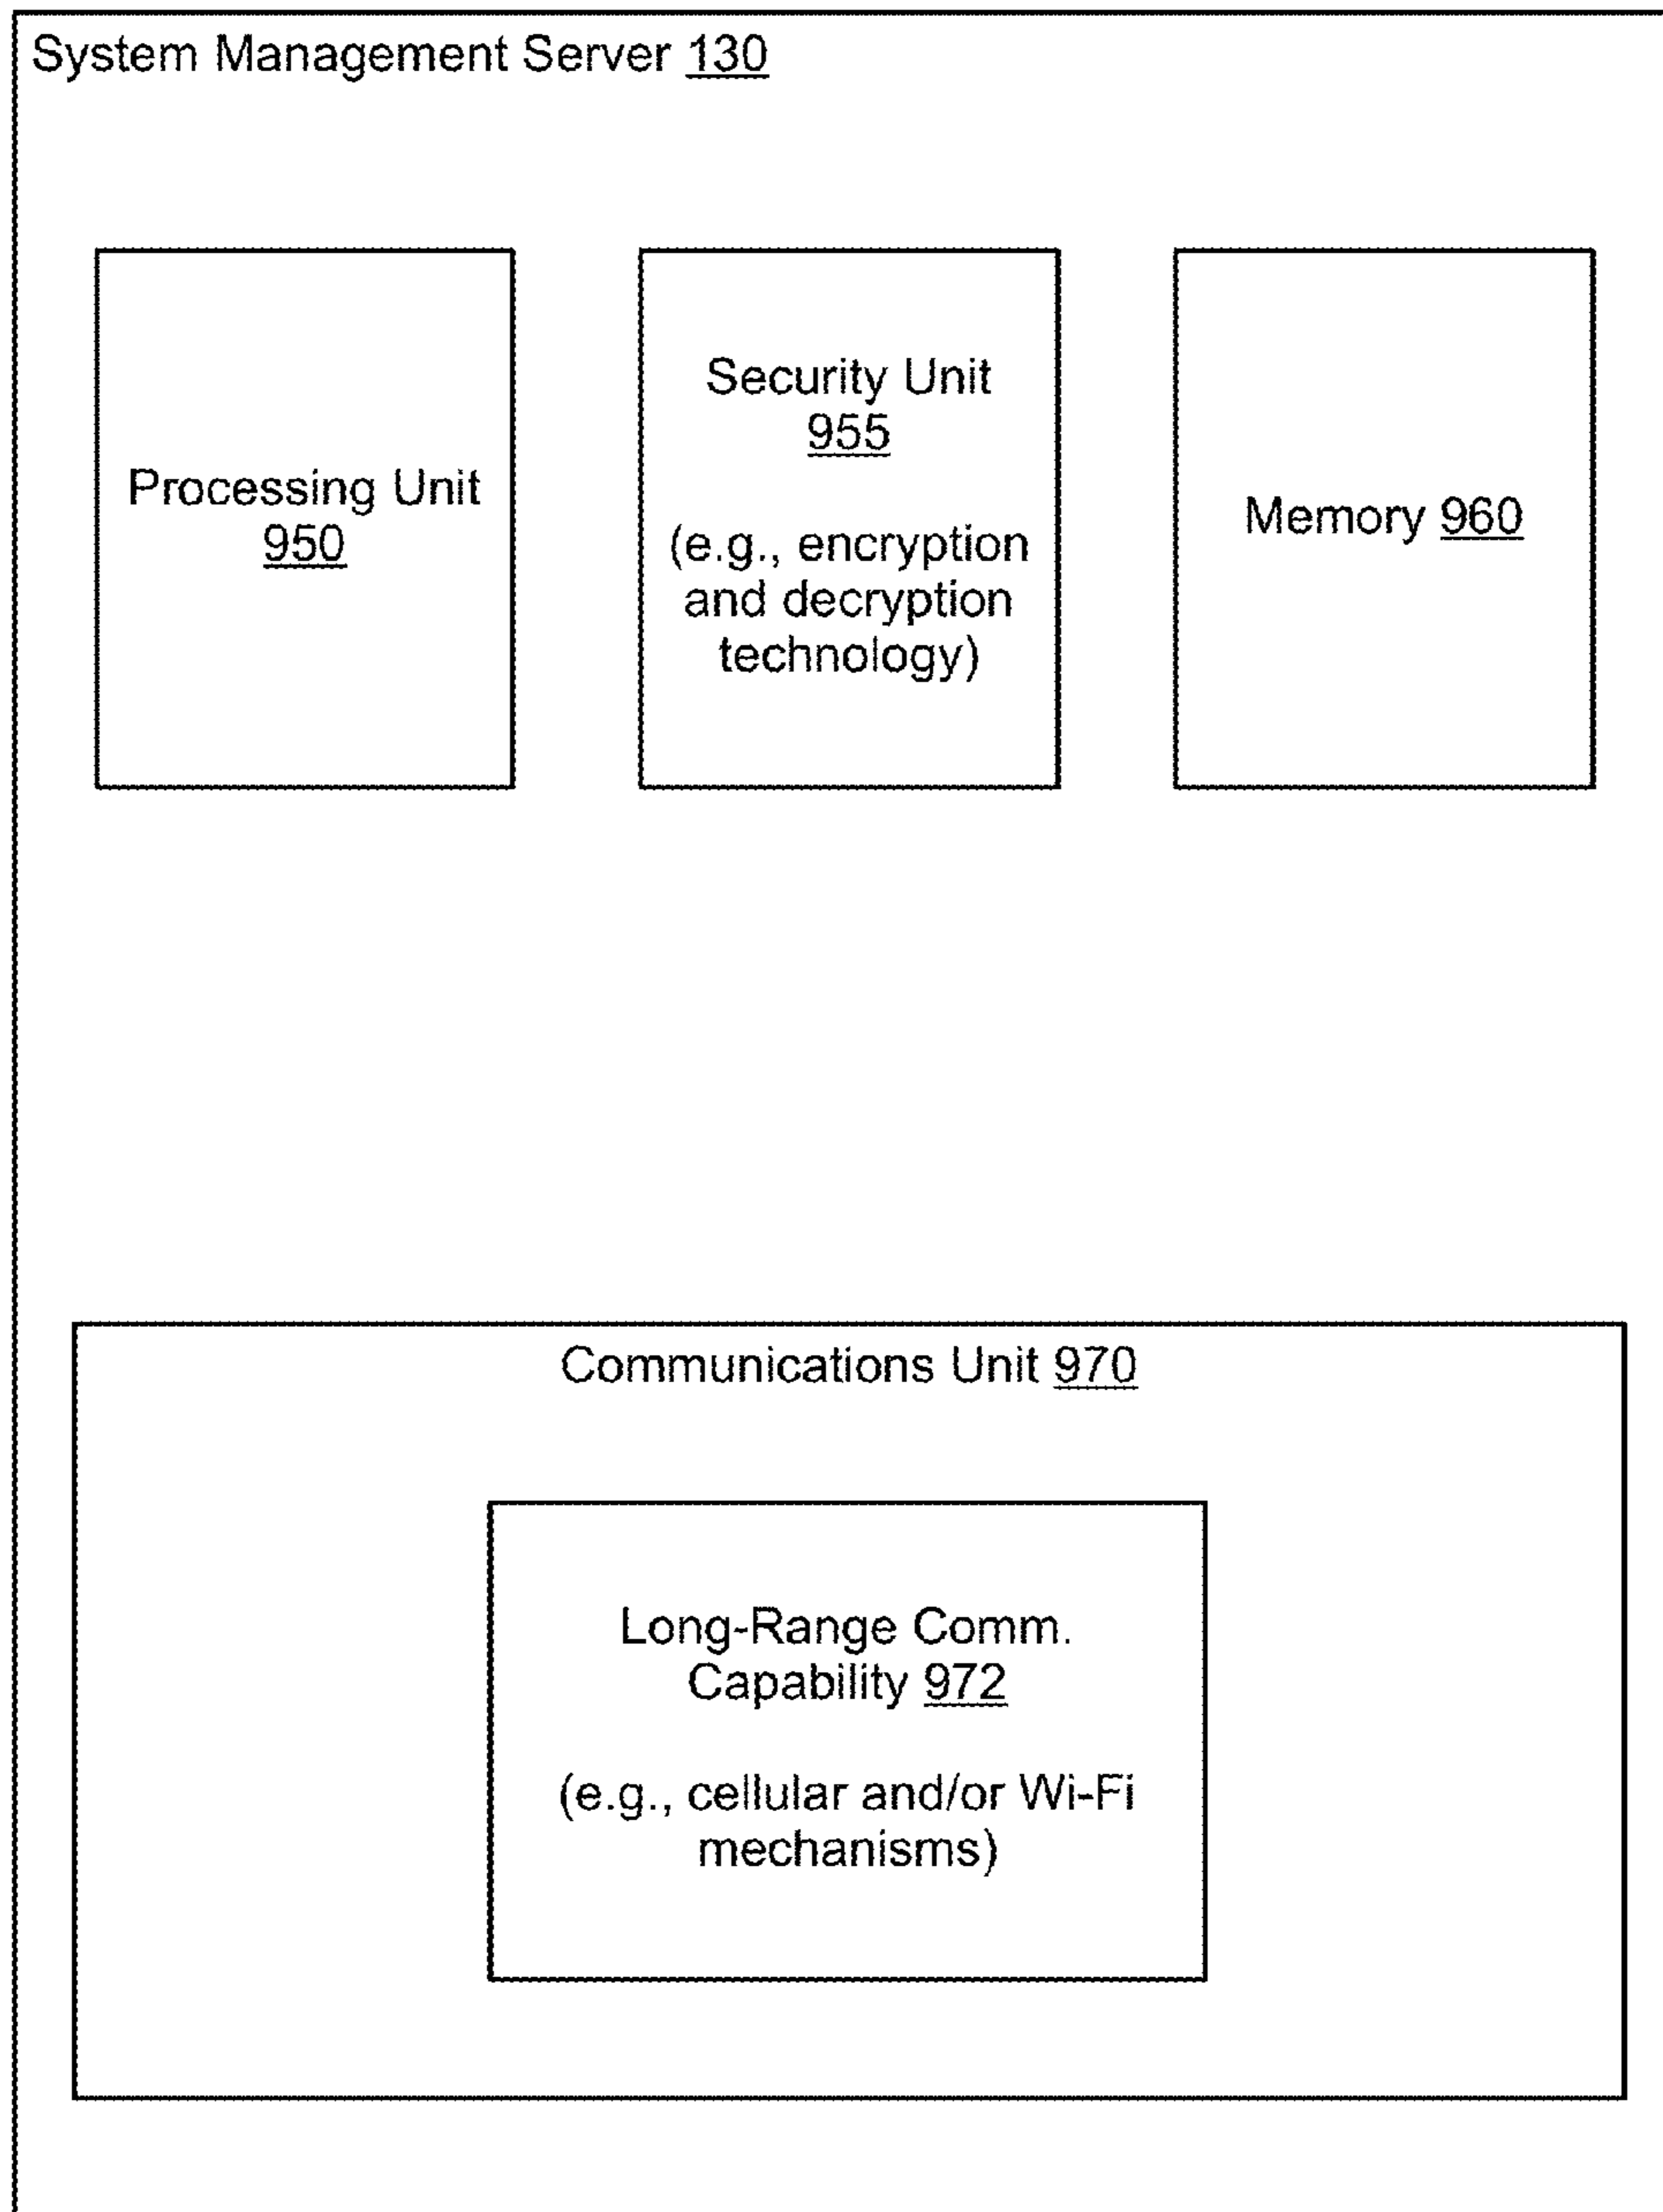 System Management Server 130
Processing Unit
950
Security Unit
955
(e.g., encryption
and decryption
technology)
Memory 960
Communications Unit 970
Long-Range Comm.
Capability 972
(e.g., cellular and/or Wi-Fi
mechanisms)